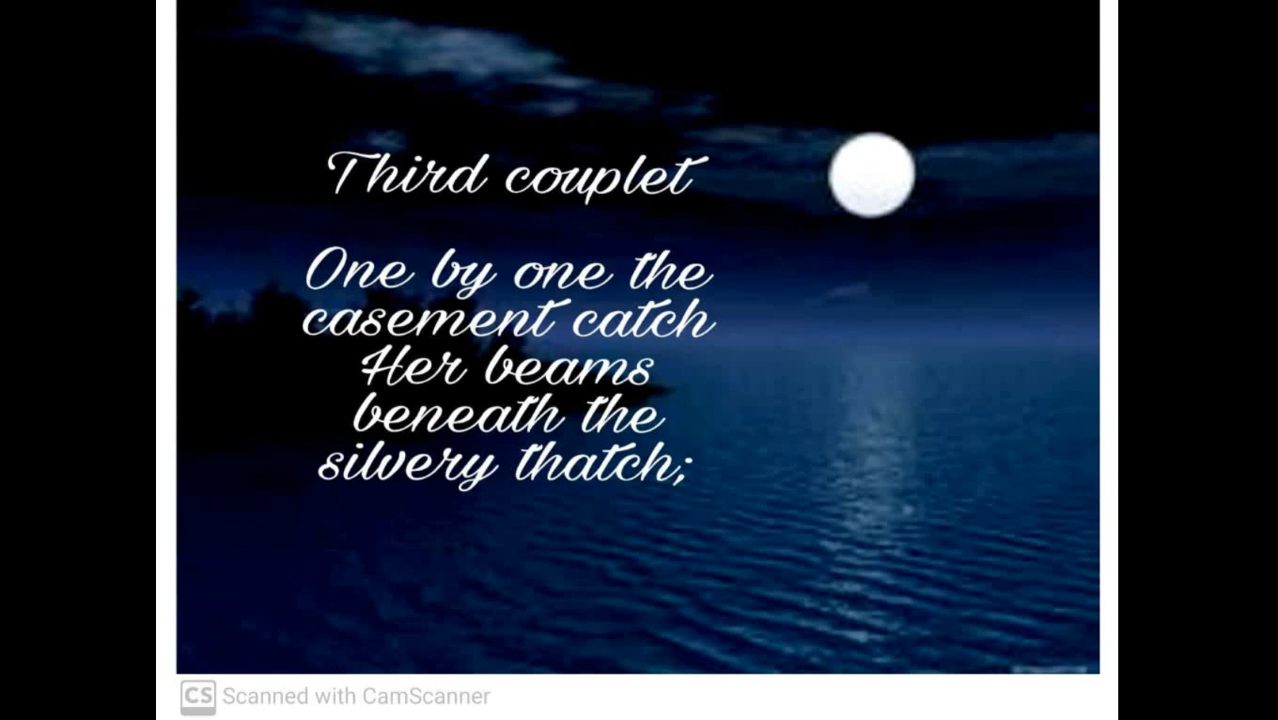 Third couplet
One by one the
casement catch
Her beams
beneath the
silvery thatch;
CS Scanned with CamScanner